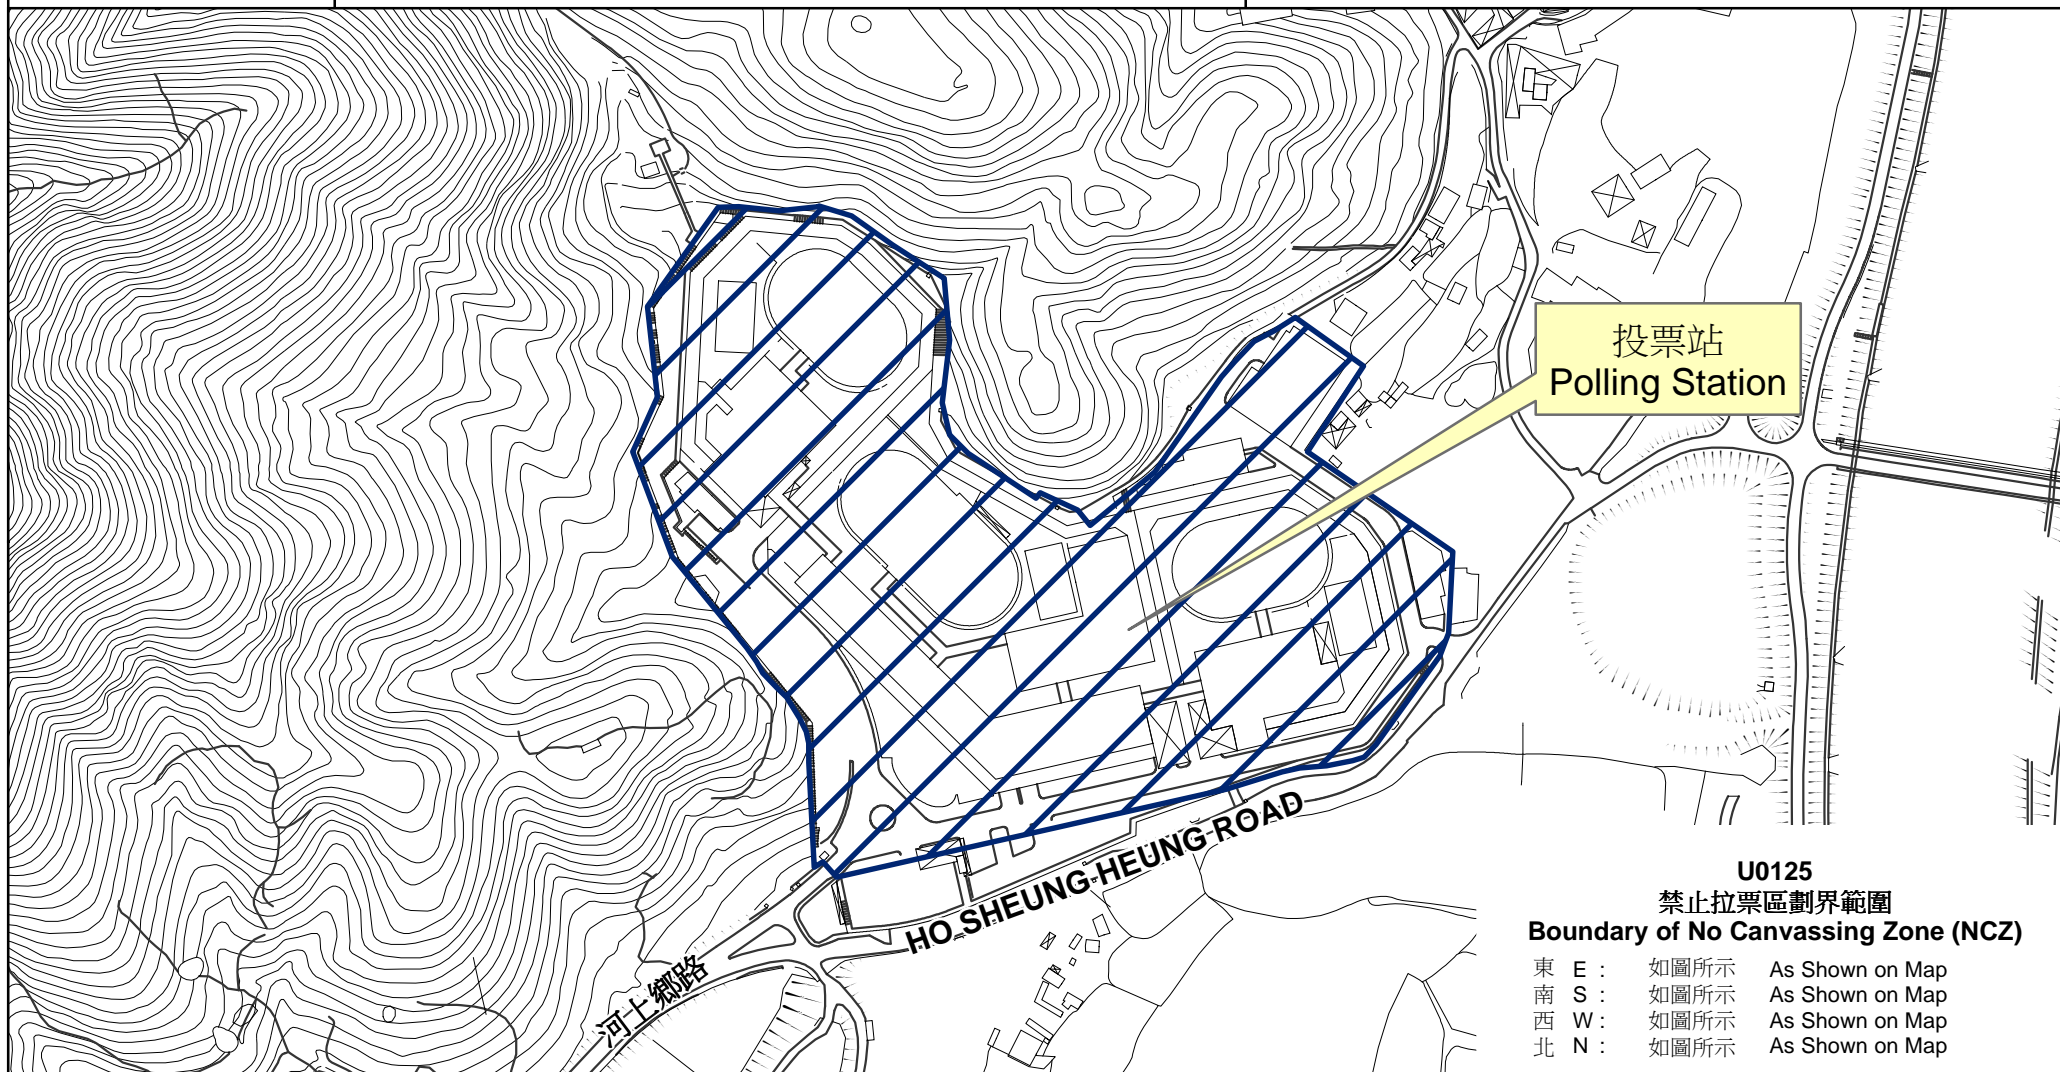 投票站
Polling Station
HO SHEUNG HEUNG ROAD
河上鄉路
U0125
禁止拉票區劃界範圍
Boundary of No Canvassing Zone (NCZ)
東 E : 如圖所示 As Shown on Map
南 S : 如圖所示 As Shown on Map
西 W : 如圖所示 As Shown on Map
北 N : 如圖所示 As Shown on Map